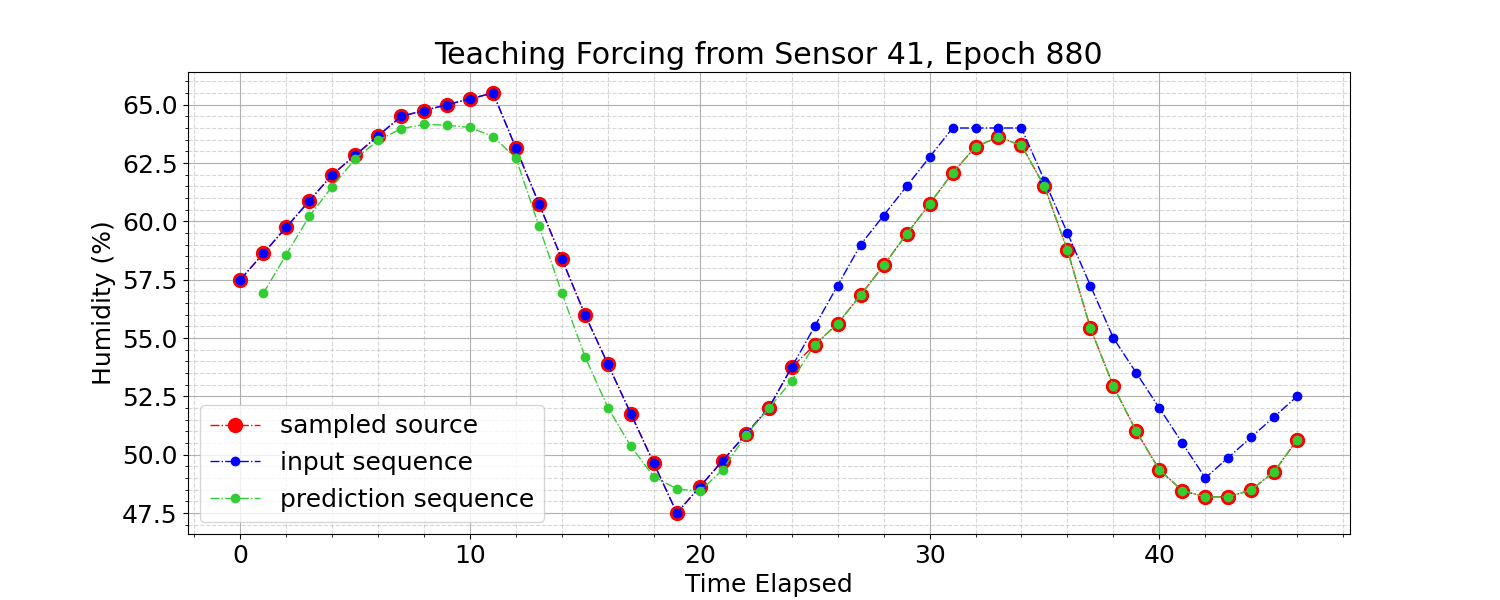 Teaching Forcing from Sensor 41, Epoch 880
Humidity (%)
65.0
62.5
60.0
57.5
55.0
52.5
50.0
47.5
sampled source
input sequence
prediction sequence
0 10 20 30 40
Time Elapsed